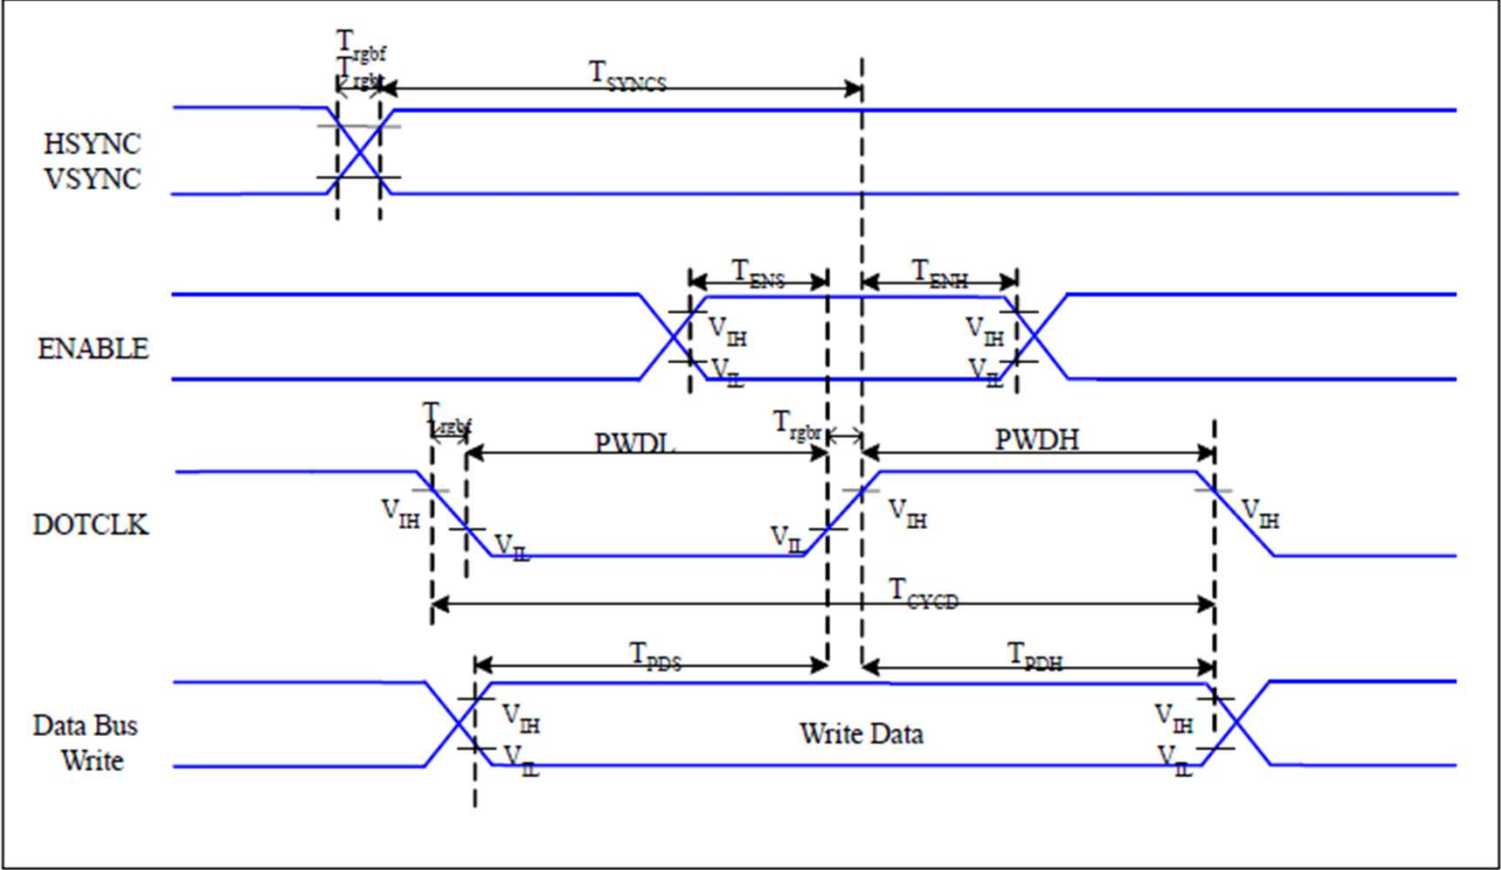 Trgbf
Trgbr TSYNCS
HSYNC
VSYNC
TENS TENH
VIH VIH
ENABLE
VIL VIL
Trgbf Trgbr
PWDL PWDH
VIH VIH VIH
DOTCLK
VIL VIL
TCYCD
TPDS TPDH
VIH VIH
Data Bus Write Data
Write
VIL VIL